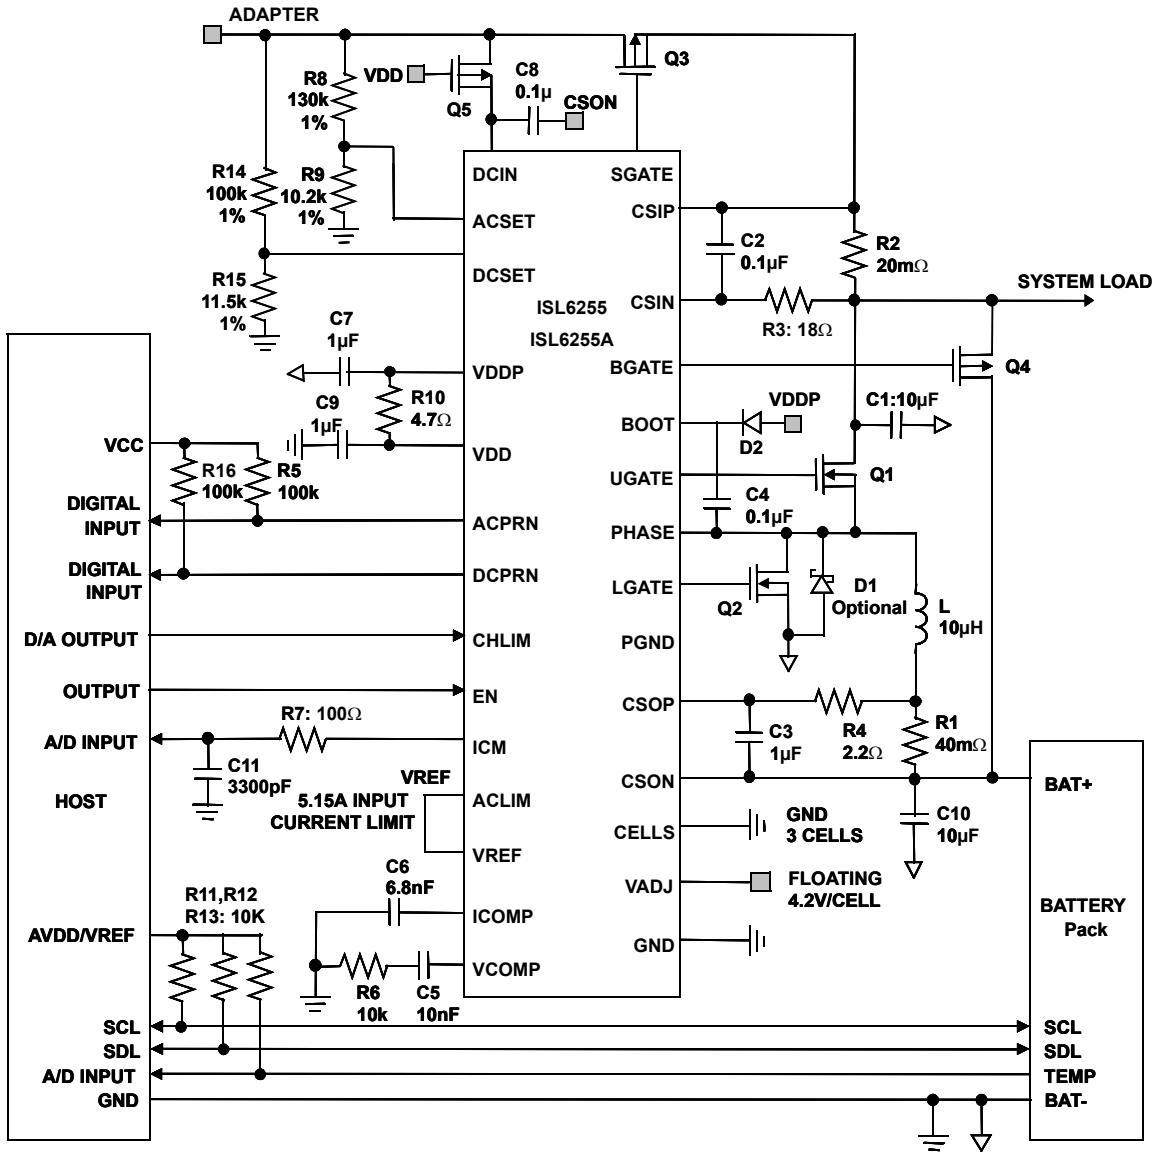 ADAPTER
R8
130k
1%
VDD
Q5
C8
0.1µ
CSON
Q3
R14
100k
1%
R9
10.2k
1%
R15
11.5k
1%
DCIN
ACSET
DCSET
SGATE
CSIP
CSIN
ISL6255
ISL6255A
C2
0.1µF
R2
20mΩ
R3: 18Ω
SYSTEM LOAD
C7
1µF
VDDP
C9
1µF
R10
4.7Ω
VDD
BGATE
Q4
BOOT
VDDP
D2
C1:10µF
UGATE
Q1
C4
0.1µF
PHASE
VCC
R16
100k
R5
100k
DIGITAL
INPUT
ACPRN
DIGITAL
INPUT
DCPRN
LGATE
Q2
D1
Optional
L
10µH
D/A OUTPUT
CHLIM
PGND
OUTPUT
EN
CSOP
R4
2.2Ω
R1
40mΩ
C3
1µF
A/D INPUT
R7: 100Ω
ICM
C11
3300pF
CSON
BAT+
HOST
VREF
5.15A INPUT
CURRENT LIMIT
ACLIM
VREF
CELLS
GND
3 CELLS
C10
10µF
C6
6.8nF
VADJ
FLOATING
4.2V/CELL
R11,R12
R13: 10K
ICOMP
GND
BATTERY
Pack
AVDD/VREF
R6
10k
C5
10nF
VCOMP
SCL
SCL
SDL
SDL
A/D INPUT
TEMP
GND
BAT-